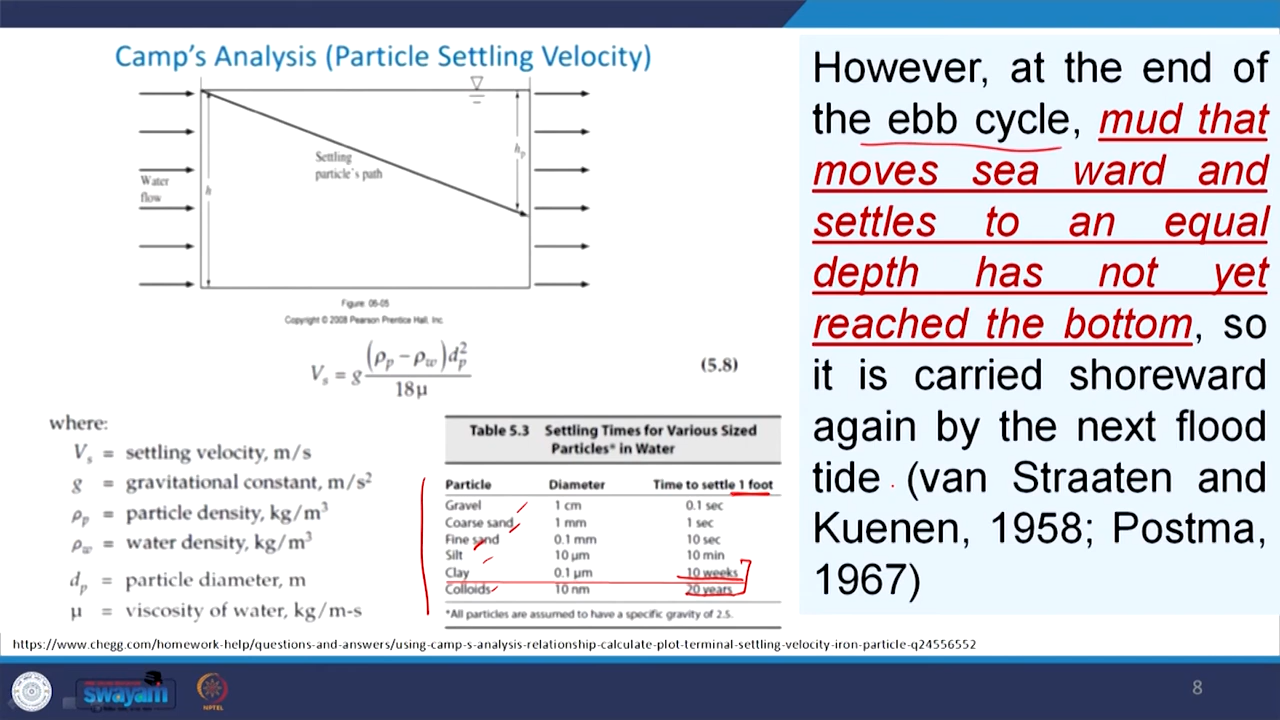 Camp's Analysis (Particle Settling Velocity)
Water
flow
h
Settling
particle's path
hp
Figure 06-05
Copyright © 2008 Pearson Prentice Hall, Inc.
Vs = g (ρp − ρw)dp² / 18μ (5.8)
where:
Vs = settling velocity, m/s
g = gravitational constant, m/s²
ρp = particle density, kg/m³
ρw = water density, kg/m³
dp = particle diameter, m
μ = viscosity of water, kg/m-s
Table 5.3 Settling Times for Various Sized
Particles* in Water
Particle Diameter Time to settle 1 foot
Gravel 1 cm 0.1 sec
Coarse sand 1 mm 1 sec
Fine sand 0.1 mm 10 sec
Silt 10 μm 10 min
Clay 0.1 μm 10 weeks
Colloids 10 nm 20 years
*All particles are assumed to have a specific gravity of 2.5.
However, at the end of
the ebb cycle, mud that
moves sea ward and
settles to an equal
depth has not yet
reached the bottom, so
it is carried shoreward
again by the next flood
tide (van Straaten and
Kuenen, 1958; Postma,
1967)
https://www.chegg.com/homework-help/questions-and-answers/using-camp-s-analysis-relationship-calculate-plot-terminal-settling-velocity-iron-particle-q24556552
swayam
NPTEL
8